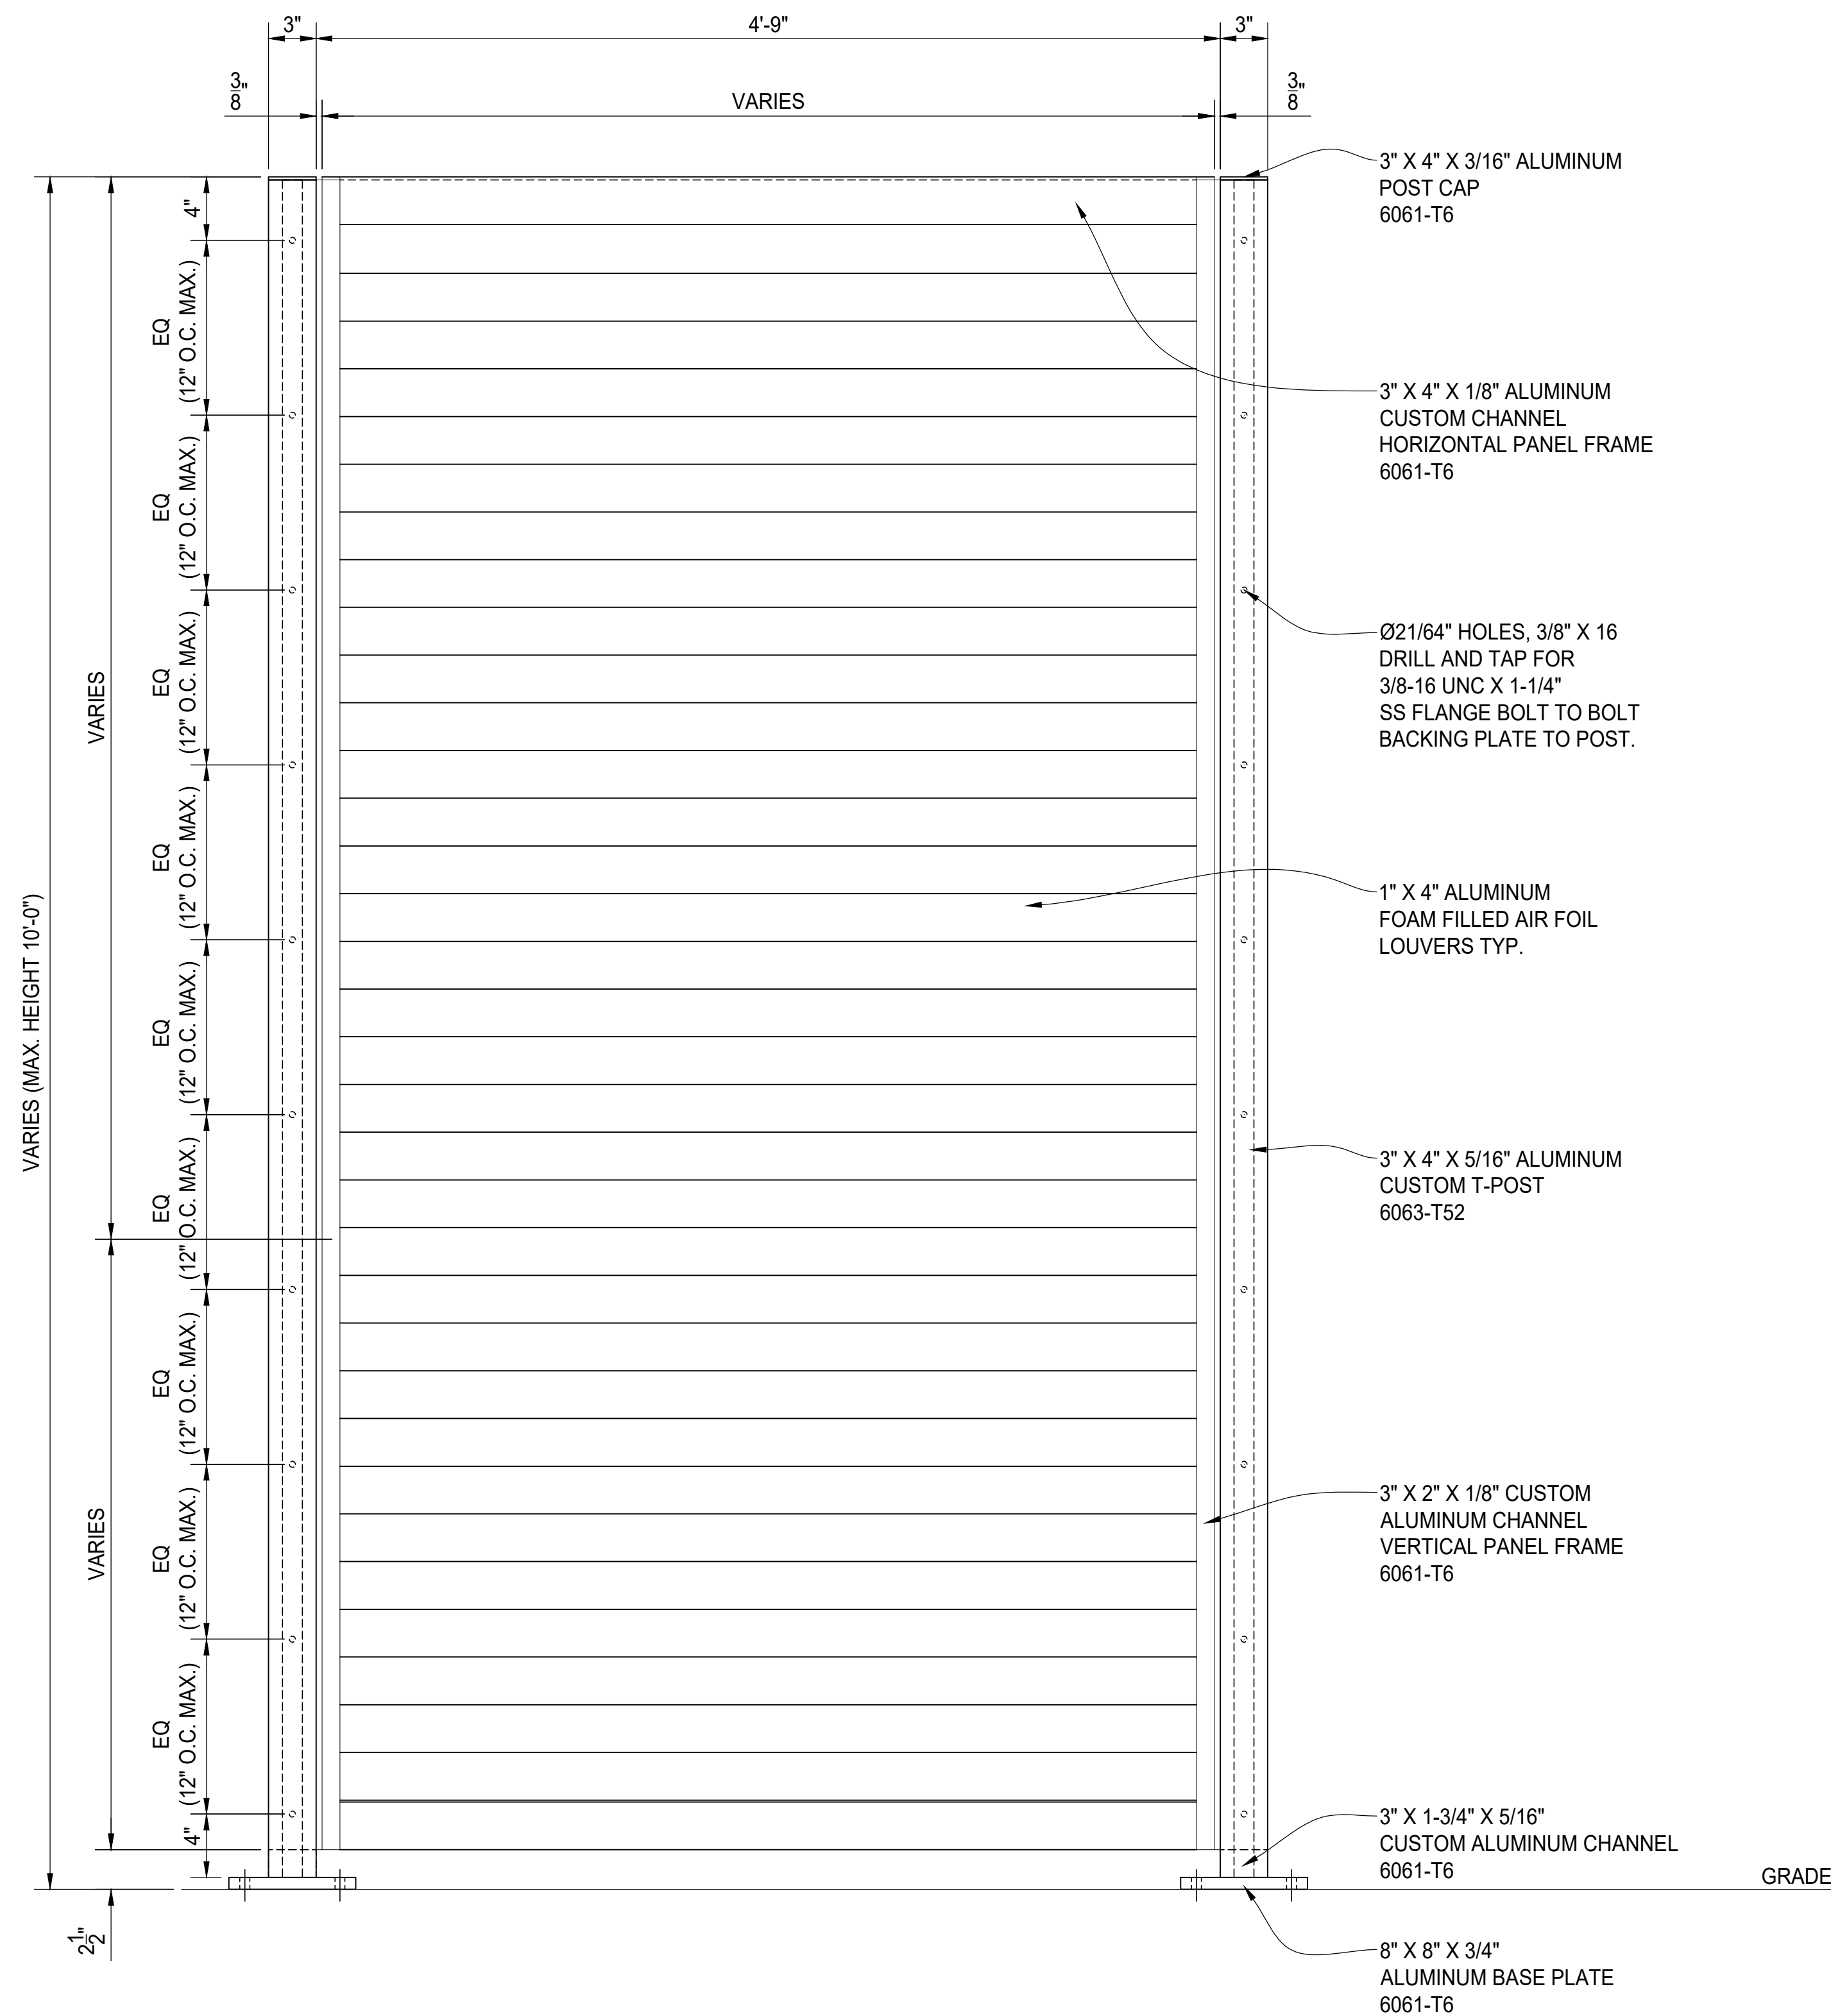 3"
4'-9"
3"
3/8"
VARIES
3/8"
3" X 4" X 3/16" ALUMINUM
POST CAP
6061-T6
4"
EQ
(12" O.C. MAX.)
3" X 4" X 1/8" ALUMINUM
CUSTOM CHANNEL
HORIZONTAL PANEL FRAME
6061-T6
EQ
(12" O.C. MAX.)
Ø21/64" HOLES, 3/8" X 16
DRILL AND TAP FOR
3/8-16 UNC X 1-1/4"
SS FLANGE BOLT TO BOLT
BACKING PLATE TO POST.
VARIES
EQ
(12" O.C. MAX.)
EQ
(12" O.C. MAX.)
1" X 4" ALUMINUM
FOAM FILLED AIR FOIL
LOUVERS TYP.
VARIES (MAX. HEIGHT 10'-0")
EQ
(12" O.C. MAX.)
3" X 4" X 5/16" ALUMINUM
CUSTOM T-POST
6063-T52
EQ
(12" O.C. MAX.)
EQ
(12" O.C. MAX.)
3" X 2" X 1/8" CUSTOM
ALUMINUM CHANNEL
VERTICAL PANEL FRAME
6061-T6
VARIES
EQ
(12" O.C. MAX.)
EQ
(12" O.C. MAX.)
4"
3" X 1-3/4" X 5/16"
CUSTOM ALUMINUM CHANNEL
6061-T6
GRADE
2 1/2"
8" X 8" X 3/4"
ALUMINUM BASE PLATE
6061-T6